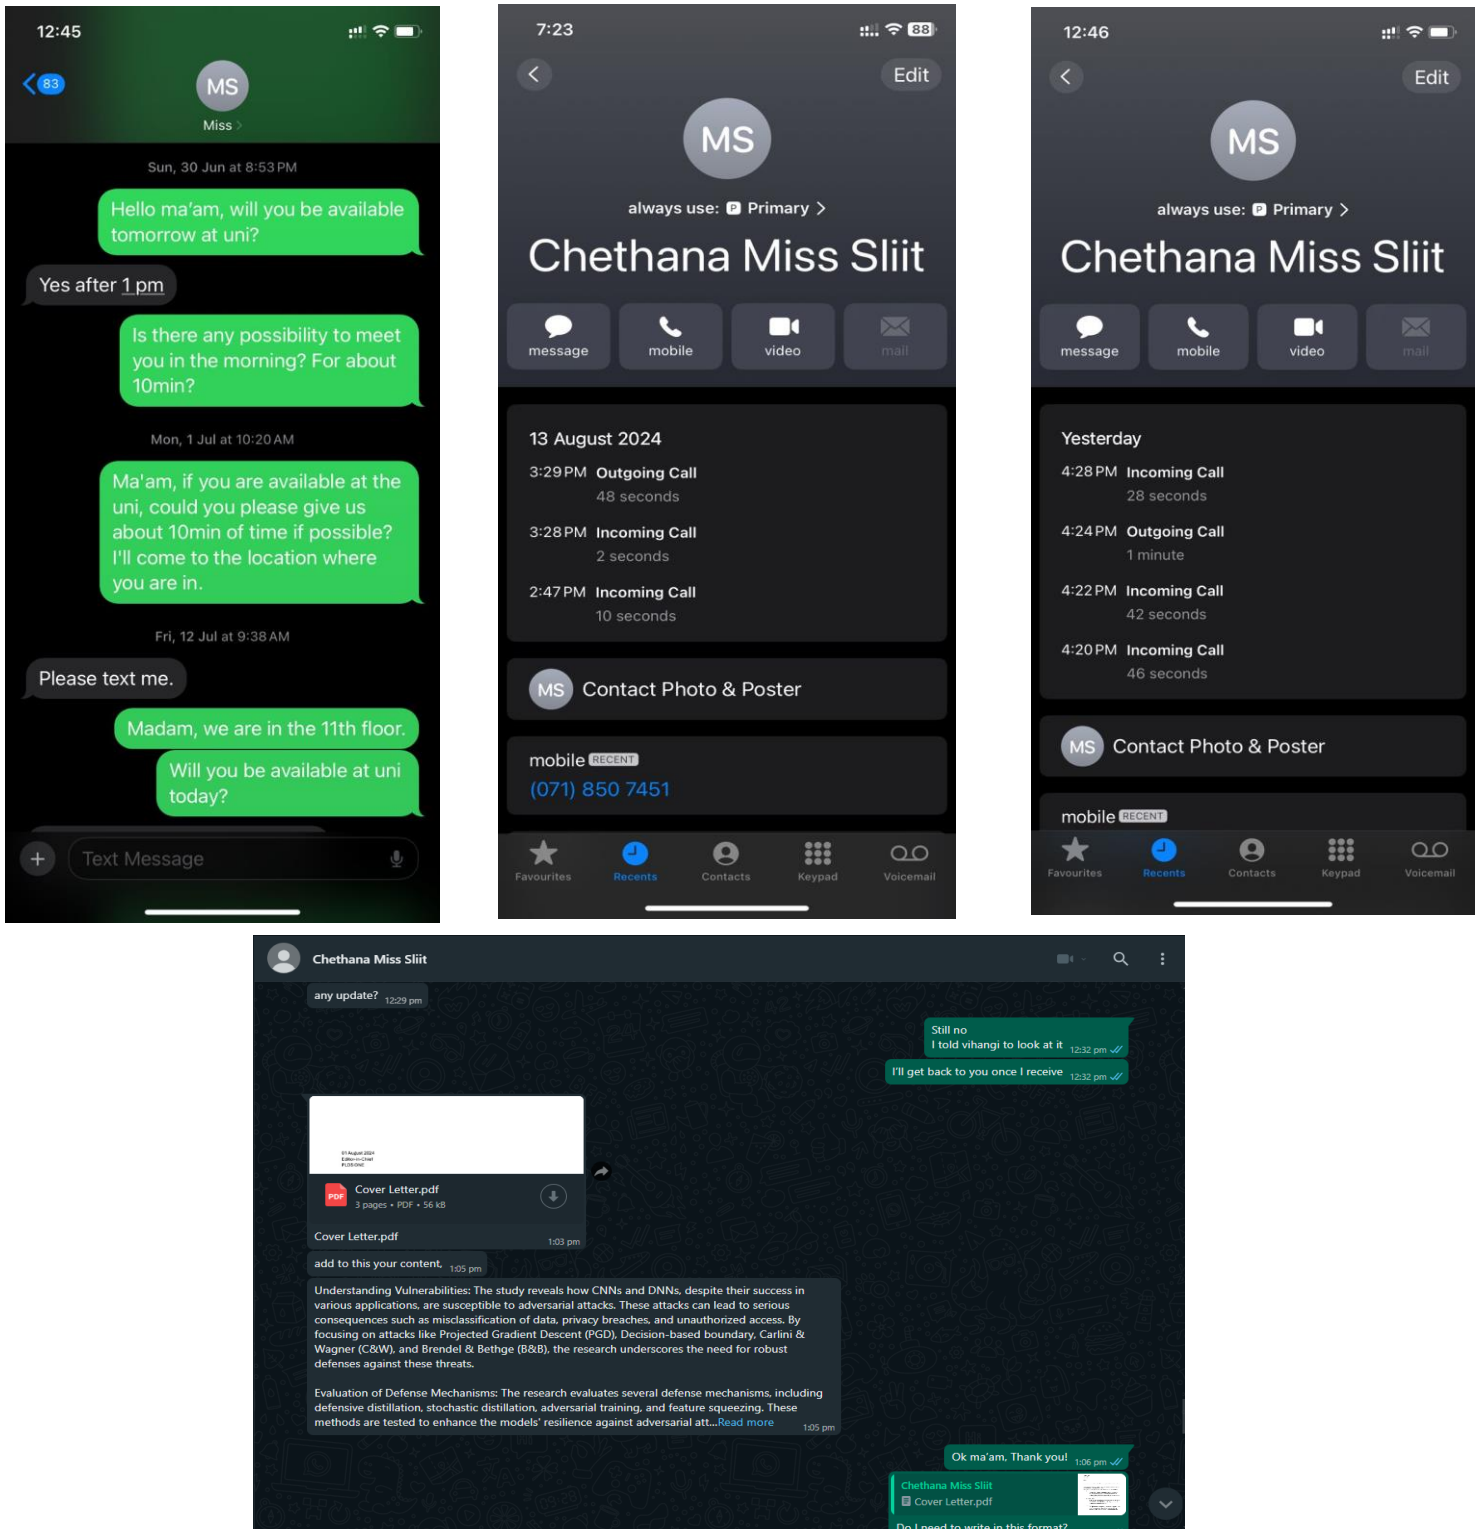 12:45
83
MS
Miss
Sun, 30 Jun at 8:53 PM
Hello ma'am, will you be available
tomorrow at uni?
Yes after 1 pm
Is there any possibility to meet
you in the morning? For about
10min?
Mon, 1 Jul at 10:20 AM
Ma'am, if you are available at the
uni, could you please give us
about 10min of time if possible?
I'll come to the location where
you are in.
Fri, 12 Jul at 9:38 AM
Please text me.
Madam, we are in the 11th floor.
Will you be available at uni
today?
Text Message
7:23
88
Edit
MS
always use: P Primary
Chethana Miss Sliit
message
mobile
video
mail
13 August 2024
3:29 PM Outgoing Call
48 seconds
3:28 PM Incoming Call
2 seconds
2:47 PM Incoming Call
10 seconds
MS Contact Photo & Poster
mobile RECENT
(071) 850 7451
Favourites
Recents
Contacts
Keypad
Voicemail
12:46
Edit
MS
always use: P Primary
Chethana Miss Sliit
message
mobile
video
mail
Yesterday
4:28 PM Incoming Call
28 seconds
4:24 PM Outgoing Call
1 minute
4:22 PM Incoming Call
42 seconds
4:20 PM Incoming Call
46 seconds
MS Contact Photo & Poster
mobile RECENT
Favourites
Recents
Contacts
Keypad
Voicemail
Chethana Miss Sliit
any update? 12:29 pm
Still no
I told vihangi to look at it 12:32 pm
I'll get back to you once I receive 12:32 pm
01 August 2024
Editor-in-Chief
PLOS ONE
PDF
Cover Letter.pdf
3 pages • PDF • 56 kB
Cover Letter.pdf 1:03 pm
add to this your content, 1:05 pm
Understanding Vulnerabilities: The study reveals how CNNs and DNNs, despite their success in
various applications, are susceptible to adversarial attacks. These attacks can lead to serious
consequences such as misclassification of data, privacy breaches, and unauthorized access. By
focusing on attacks like Projected Gradient Descent (PGD), Decision-based boundary, Carlini &
Wagner (C&W), and Brendel & Bethge (B&B), the research underscores the need for robust
defenses against these threats.
Evaluation of Defense Mechanisms: The research evaluates several defense mechanisms, including
defensive distillation, stochastic distillation, adversarial training, and feature squeezing. These
methods are tested to enhance the models' resilience against adversarial att...Read more 1:05 pm
Ok ma'am, Thank you! 1:06 pm
Chethana Miss Sliit
Cover Letter.pdf
Do I need to write in this format?